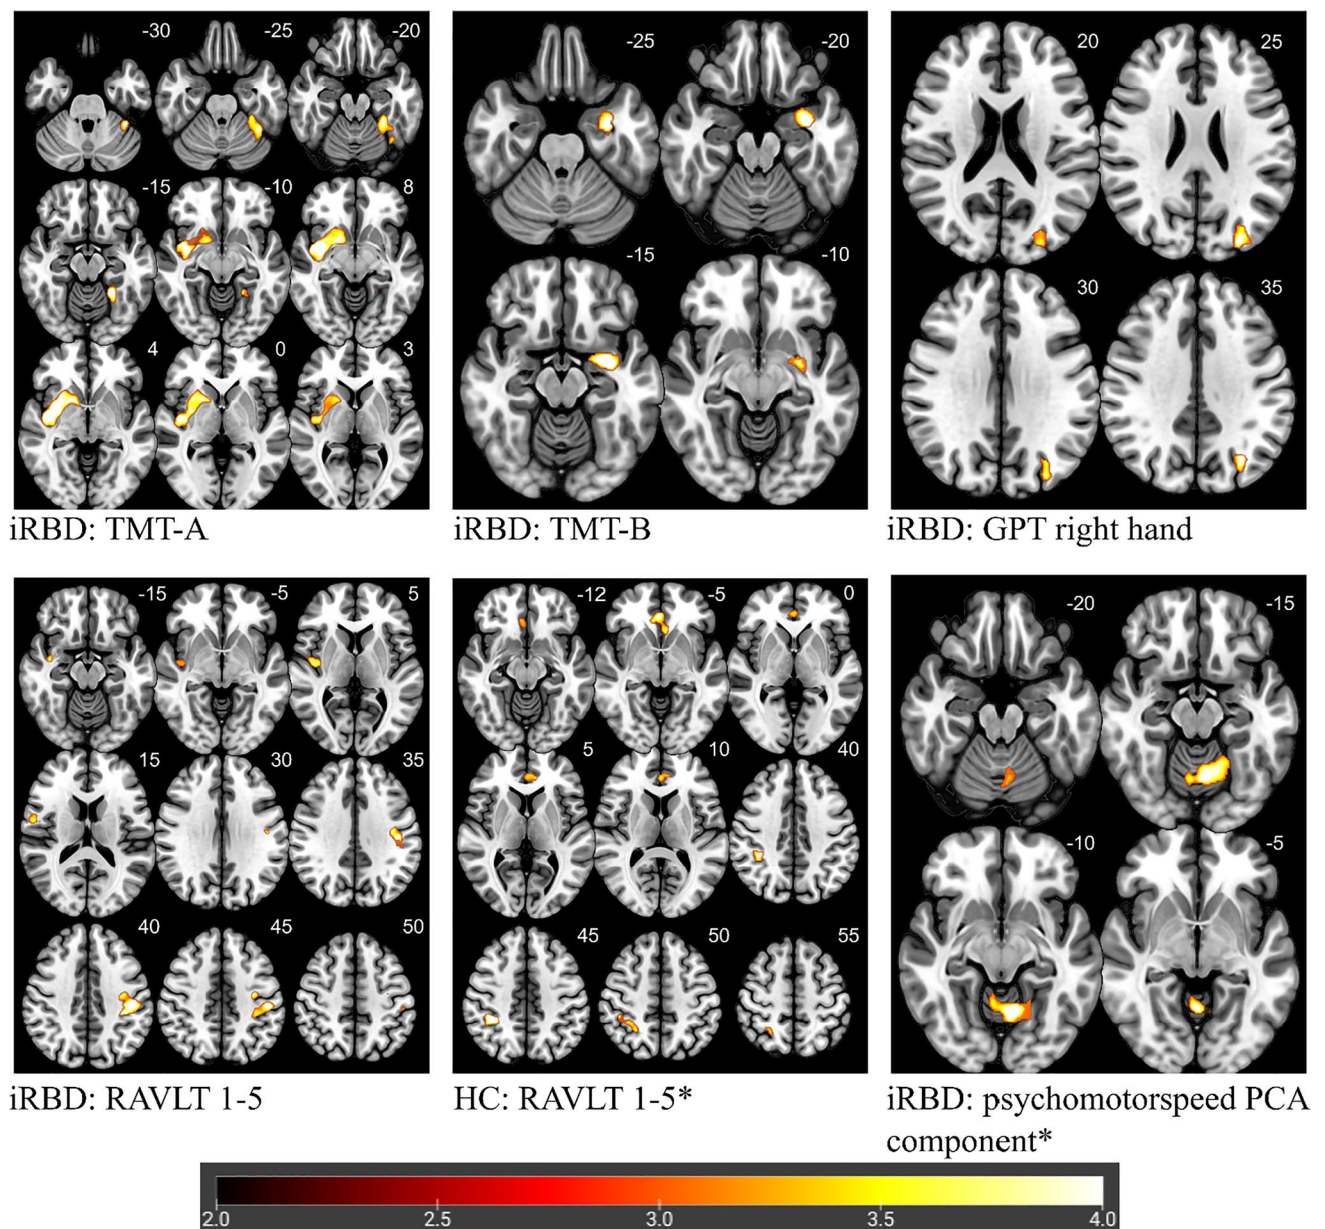 -30 -25 -20
-15 -10 8
4 0 3
iRBD: TMT-A
-25 -20
-15 -10
iRBD: TMT-B
20 25
30 35
iRBD: GPT right hand
-15 -5 5
15 30 35
40 45 50
iRBD: RAVLT 1-5
-12 -5 0
5 10 40
45 50 55
HC: RAVLT 1-5*
-20 -15
-10 -5
iRBD: psychomotorspeed PCA
component*
2.0 2.5 3.0 3.5 4.0